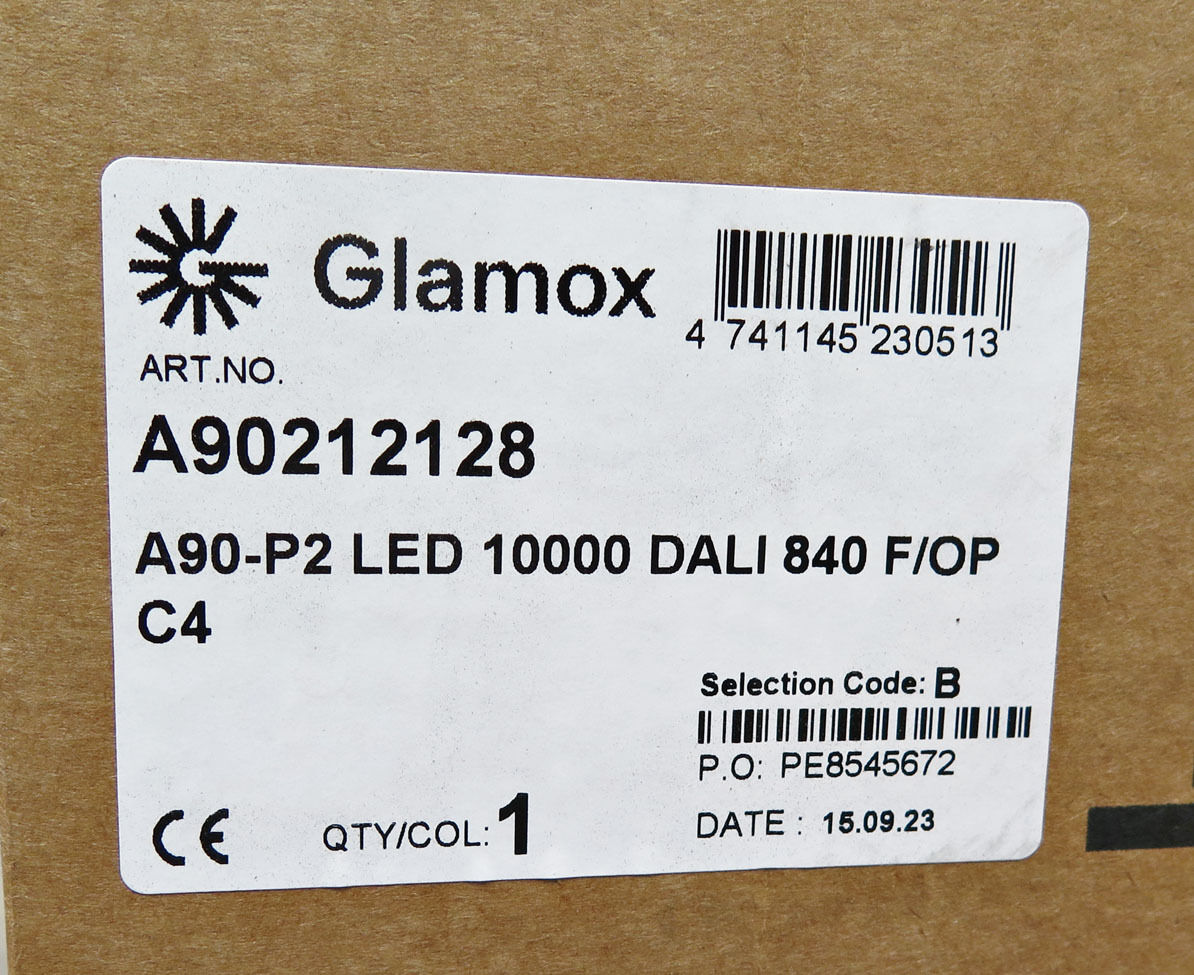 Glamox
4 741145 230513
ART.NO.
A90212128
A90-P2 LED 10000 DALI 840 F/OP
C4
Selection Code: B
P.O: PE8545672
CE QTY/COL: 1
DATE : 15.09.23